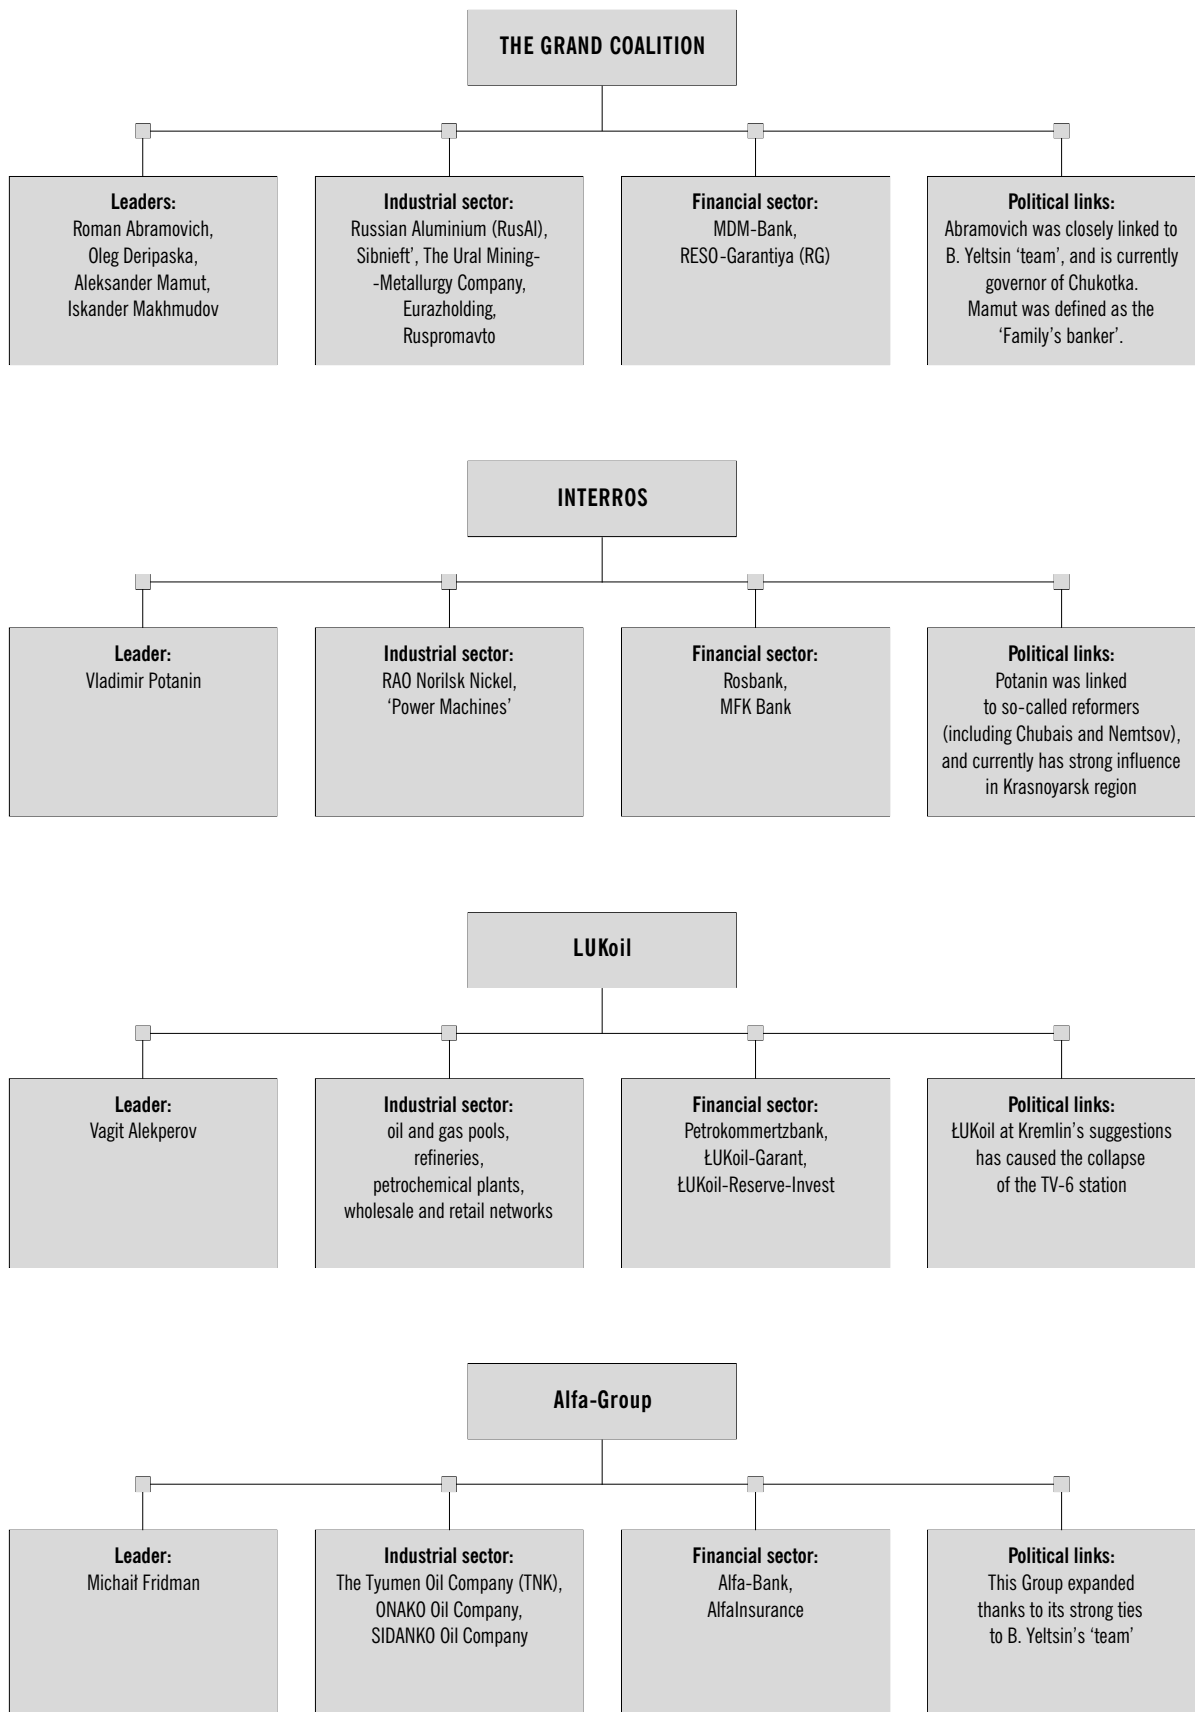 THE GRAND COALITION
Leaders:
Roman Abramovich,
Oleg Deripaska,
Aleksander Mamut,
Iskander Makhmudov
Industrial sector:
Russian Aluminium (RusAl),
Sibnieft’, The Ural Mining-
-Metallurgy Company,
Eurazholding,
Ruspromavto
Financial sector:
MDM-Bank,
RESO-Garantiya (RG)
Political links:
Abramovich was closely linked to
B. Yeltsin ‘team’, and is currently
governor of Chukotka.
Mamut was defined as the
‘Family’s banker’.
INTERROS
Leader:
Vladimir Potanin
Industrial sector:
RAO Norilsk Nickel,
‘Power Machines’
Financial sector:
Rosbank,
MFK Bank
Political links:
Potanin was linked
to so-called reformers
(including Chubais and Nemtsov),
and currently has strong influence
in Krasnoyarsk region
LUKoil
Leader:
Vagit Alekperov
Industrial sector:
oil and gas pools,
refineries,
petrochemical plants,
wholesale and retail networks
Financial sector:
Petrokommertzbank,
ŁUKoil-Garant,
ŁUKoil-Reserve-Invest
Political links:
ŁUKoil at Kremlin’s suggestions
has caused the collapse
of the TV-6 station
Alfa-Group
Leader:
Michaił Fridman
Industrial sector:
The Tyumen Oil Company (TNK),
ONAKO Oil Company,
SIDANKO Oil Company
Financial sector:
Alfa-Bank,
AlfaInsurance
Political links:
This Group expanded
thanks to its strong ties
to B. Yeltsin’s ‘team’